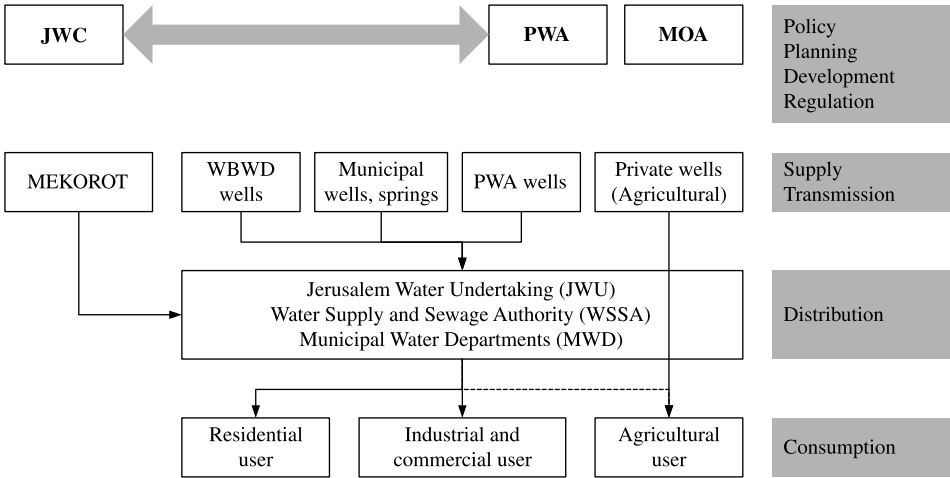 JWC
PWA
MOA
Policy
Planning
Development
Regulation
MEKOROT
WBWD
wells
Municipal
wells, springs
PWA wells
Private wells
(Agricultural)
Supply
Transmission
Jerusalem Water Undertaking (JWU)
Water Supply and Sewage Authority (WSSA)
Municipal Water Departments (MWD)
Distribution
Residential
user
Industrial and
commercial user
Agricultural
user
Consumption